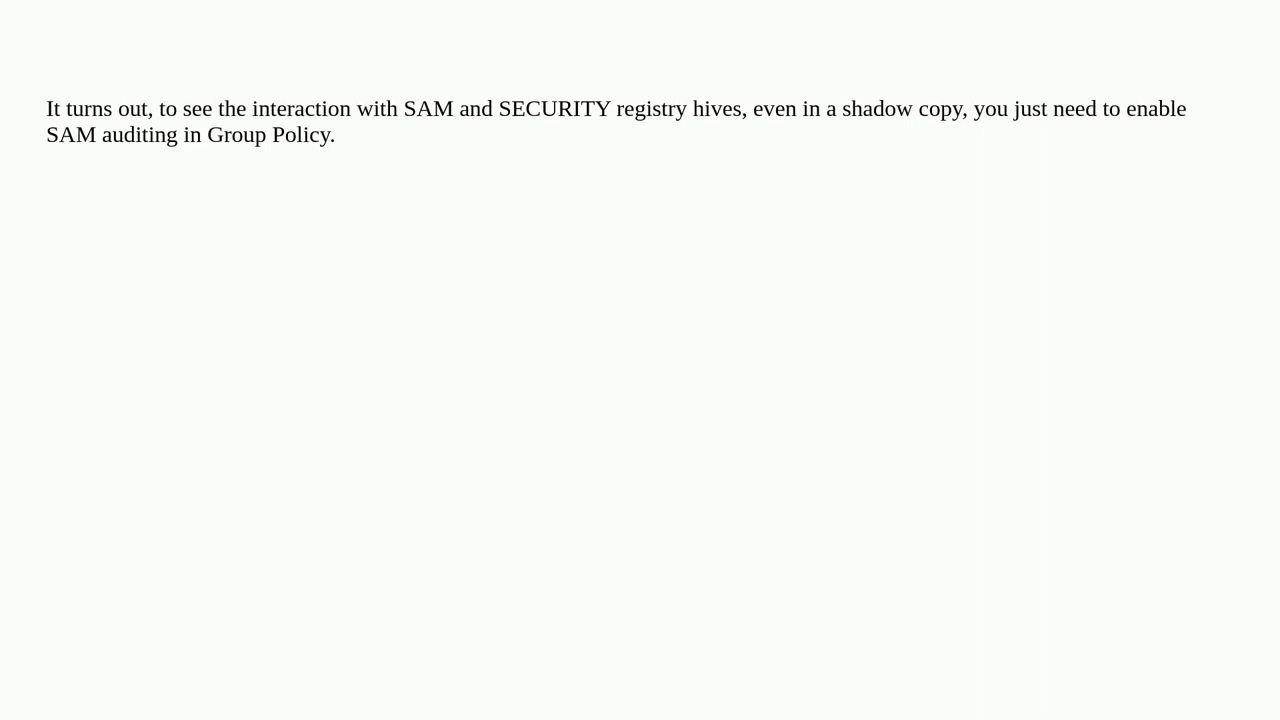 It turns out, to see the interaction with SAM and SECURITY registry hives, even in a shadow copy, you just need to enable
SAM auditing in Group Policy.